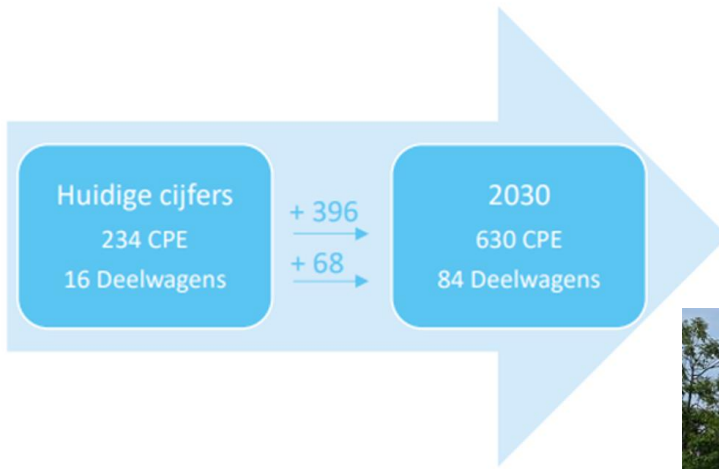 Huidige cijfers
234 CPE
16 Deelwagens
+ 396
+ 68
2030
630 CPE
84 Deelwagens